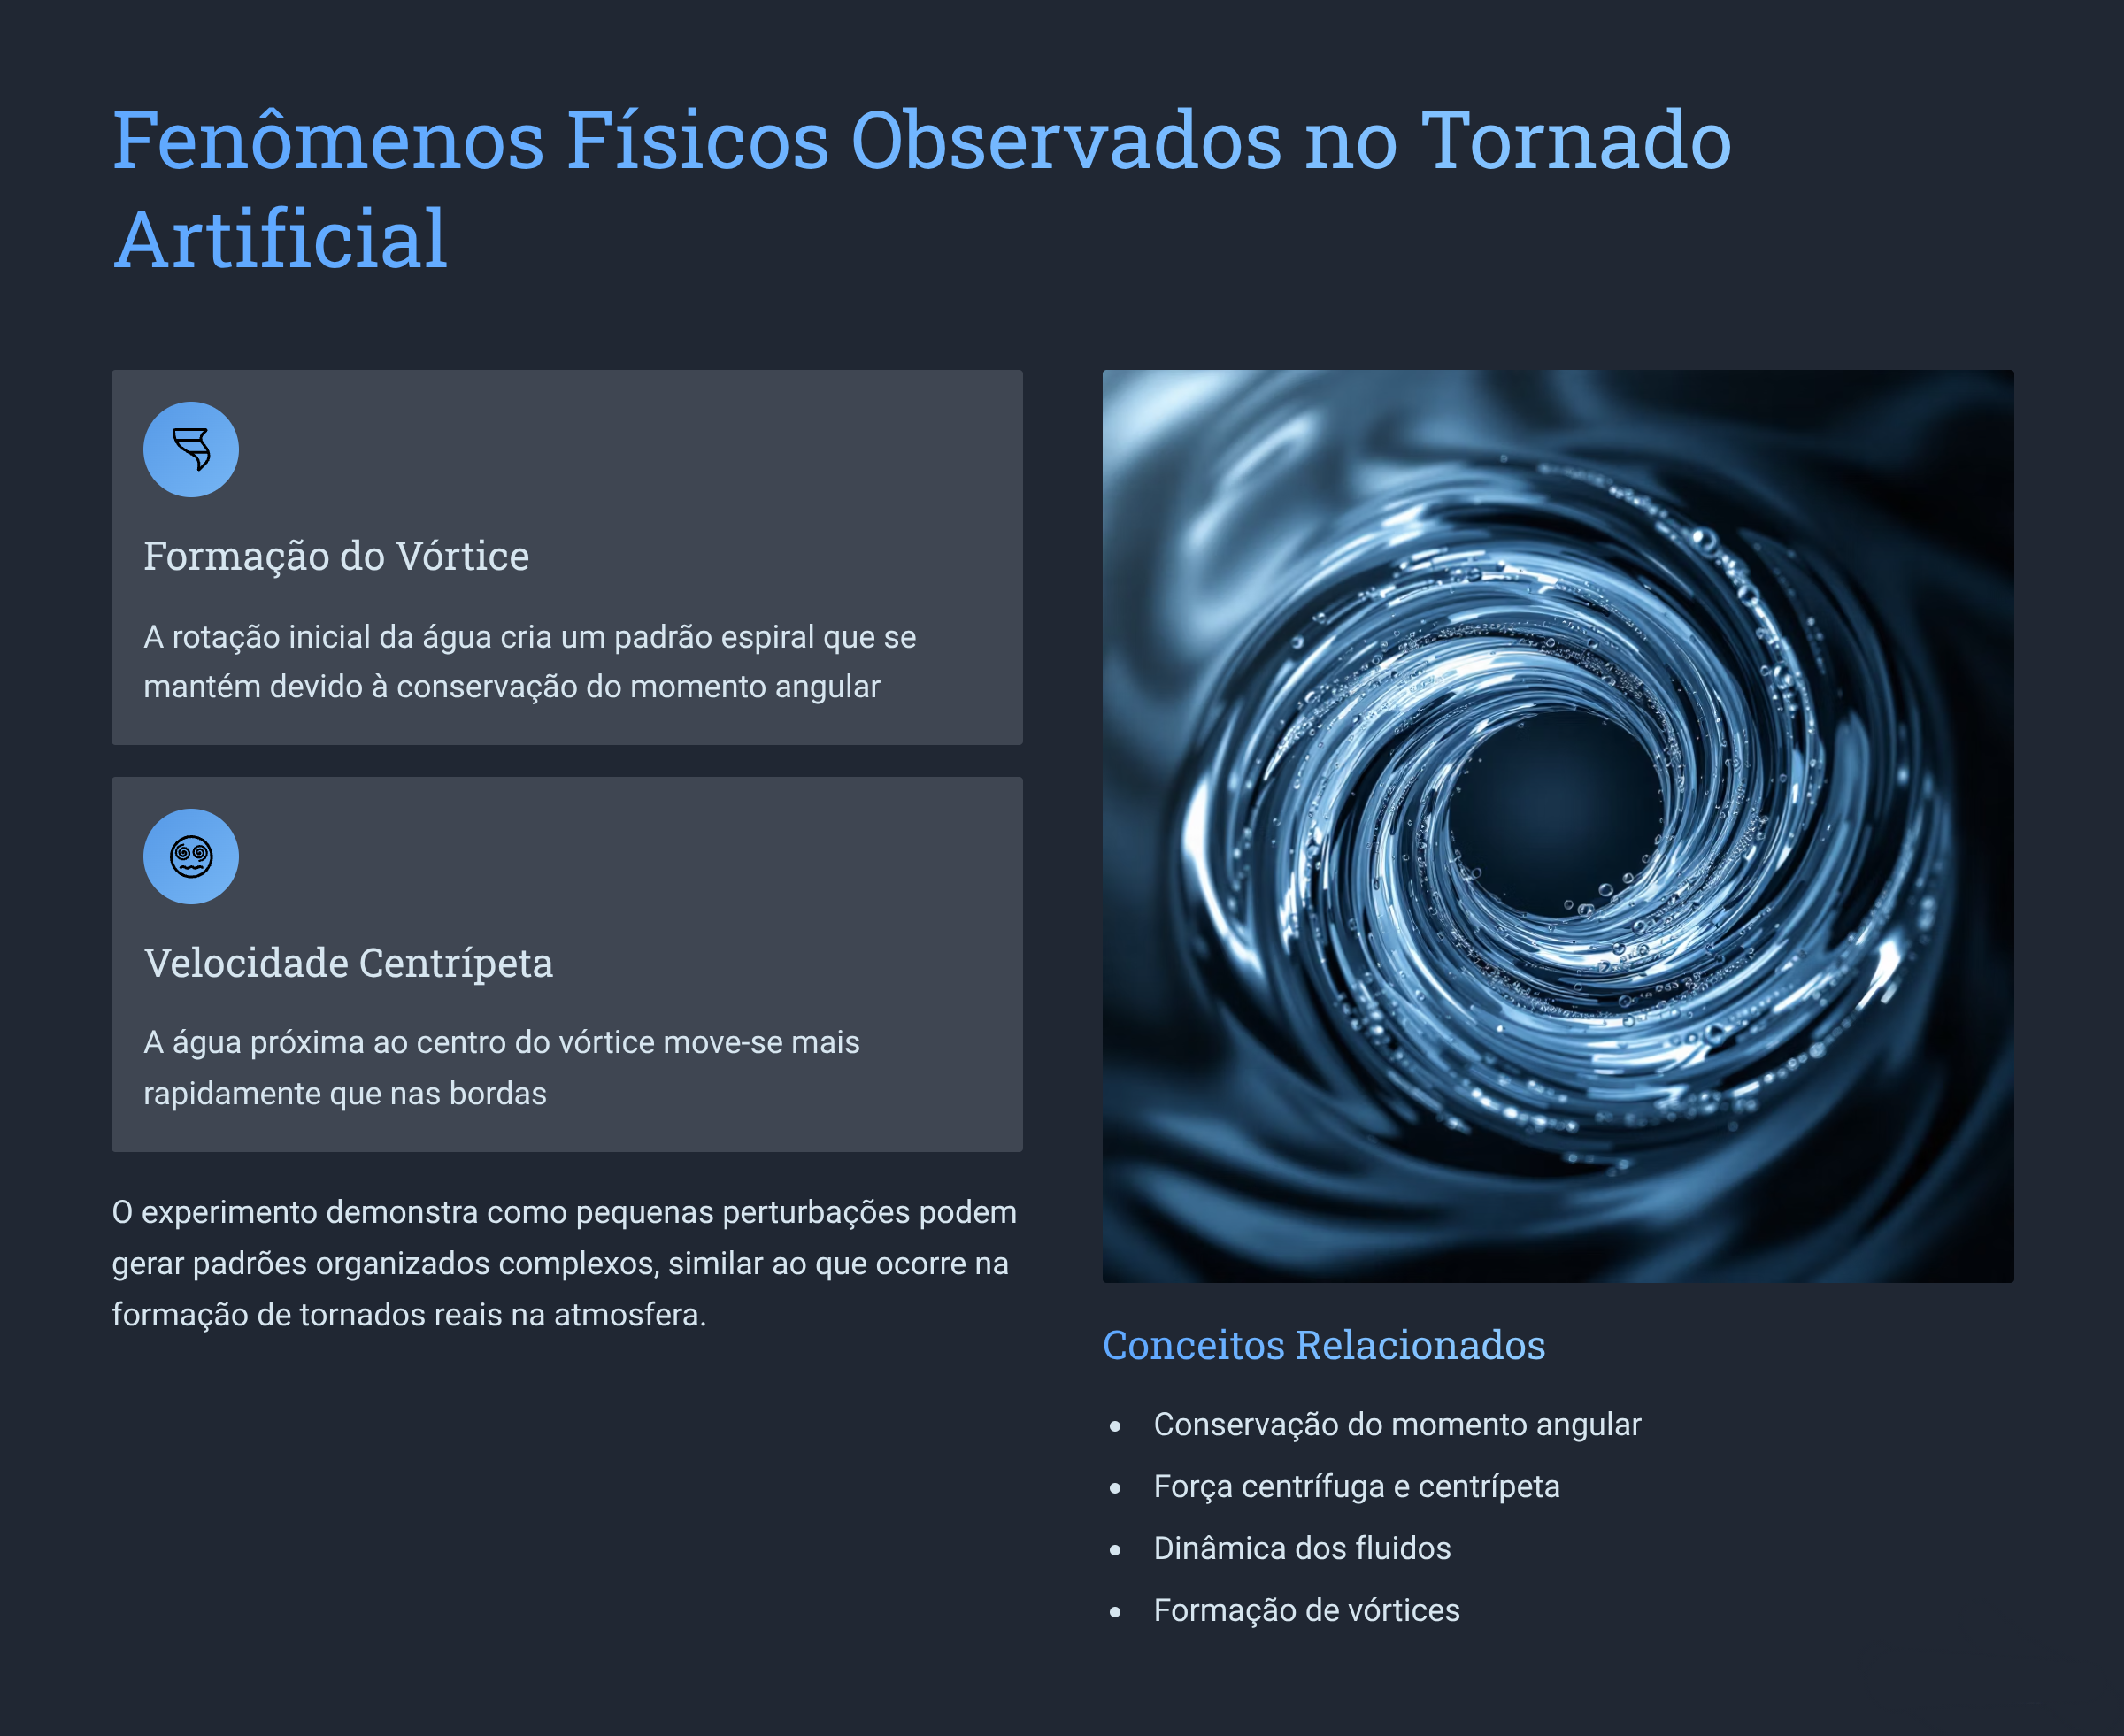 Fenômenos Físicos Observados no Tornado
Artificial
Formação do Vórtice
A rotação inicial da água cria um padrão espiral que se
mantém devido à conservação do momento angular
Velocidade Centrípeta
A água próxima ao centro do vórtice move-se mais
rapidamente que nas bordas
O experimento demonstra como pequenas perturbações podem
gerar padrões organizados complexos, similar ao que ocorre na
formação de tornados reais na atmosfera.
Conceitos Relacionados
Conservação do momento angular
Força centrífuga e centrípeta
Dinâmica dos fluidos
Formação de vórtices